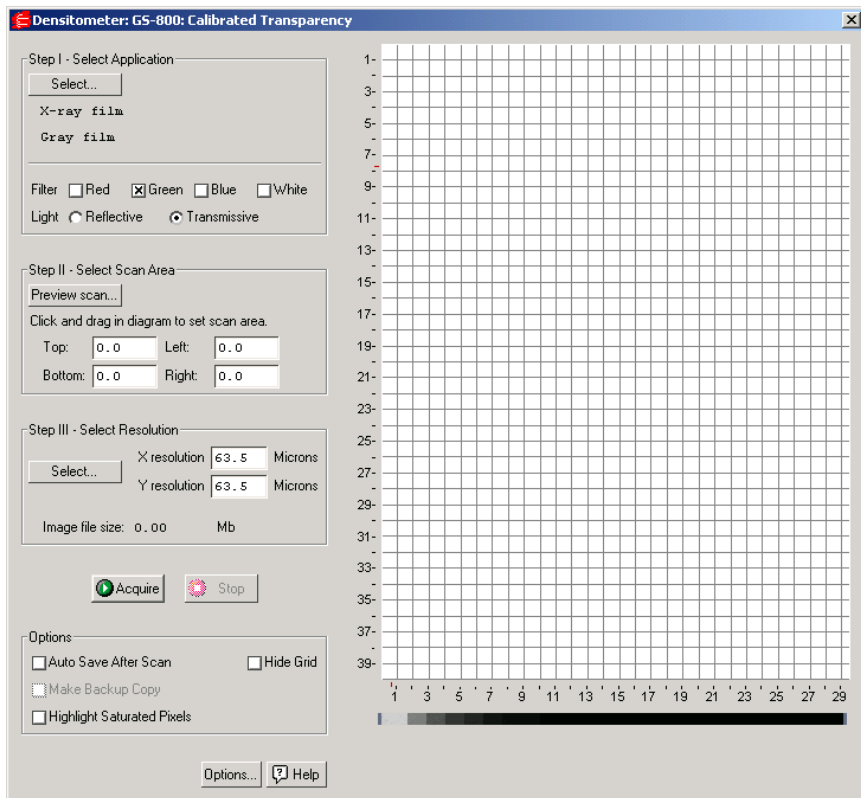 Densitometer: GS-800: Calibrated Transparency
Step I - Select Application
Select...
X-ray film
Gray film
Filter Red Green Blue White
Light Reflective Transmissive
Step II - Select Scan Area
Preview scan...
Click and drag in diagram to set scan area.
Top: 0.0 Left: 0.0
Bottom: 0.0 Right: 0.0
Step III - Select Resolution
Select...
X resolution 63.5 Microns
Y resolution 63.5 Microns
Image file size: 0.00 Mb
Acquire Stop
Options
Auto Save After Scan Hide Grid
Make Backup Copy
Highlight Saturated Pixels
Options... Help
1-
3-
5-
7-
9-
11-
13-
15-
17-
19-
21-
23-
25-
27-
29-
31-
33-
35-
37-
39-
1 3 5 7 9 11 13 15 17 19 21 23 25 27 29